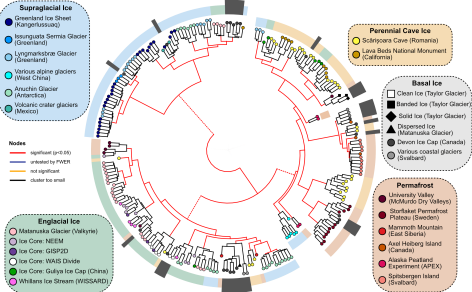 Supraglacial Ice
Greenland Ice Sheet
(Kangerlussuaq)
Issunguata Sermia Glacier
(Greenland)
Lyngmarksbræ Glacier
(Greenland)
Various alpine glaciers
(West China)
Anuchin Glacier
(Antarctica)
Volcanic crater glaciers
(Mexico)
Nodes
significant (p<0.05)
untested by FWER
not significant
cluster too small
Englacial Ice
Matanuska Glacier (Valkyrie)
Ice Core: NEEM
Ice Core: GISP2D
Ice Core: WAIS Divide
Ice Core: Guliya Ice Cap (China)
Whillans Ice Stream (WISSARD)
Perennial Cave Ice
Scărișoara Cave (Romania)
Lava Beds National Monument
(California)
Basal Ice
Clean Ice (Taylor Glacier)
Banded Ice (Taylor Glacier)
Solid Ice (Taylor Glacier)
Dispersed Ice
(Matanuska Glacier)
Devon Ice Cap (Canada)
Various coastal glaciers
(Svalbard)
Permafrost
University Valley
(McMurdo Dry Valleys)
Storflaket Permafrost
Plateau (Sweden)
Mammoth Mountain
(East Siberia)
Axel Heiberg Island
(Canada)
Alaska Peatland
Experiment (APEX)
Spitsbergen Island
(Svalbard)